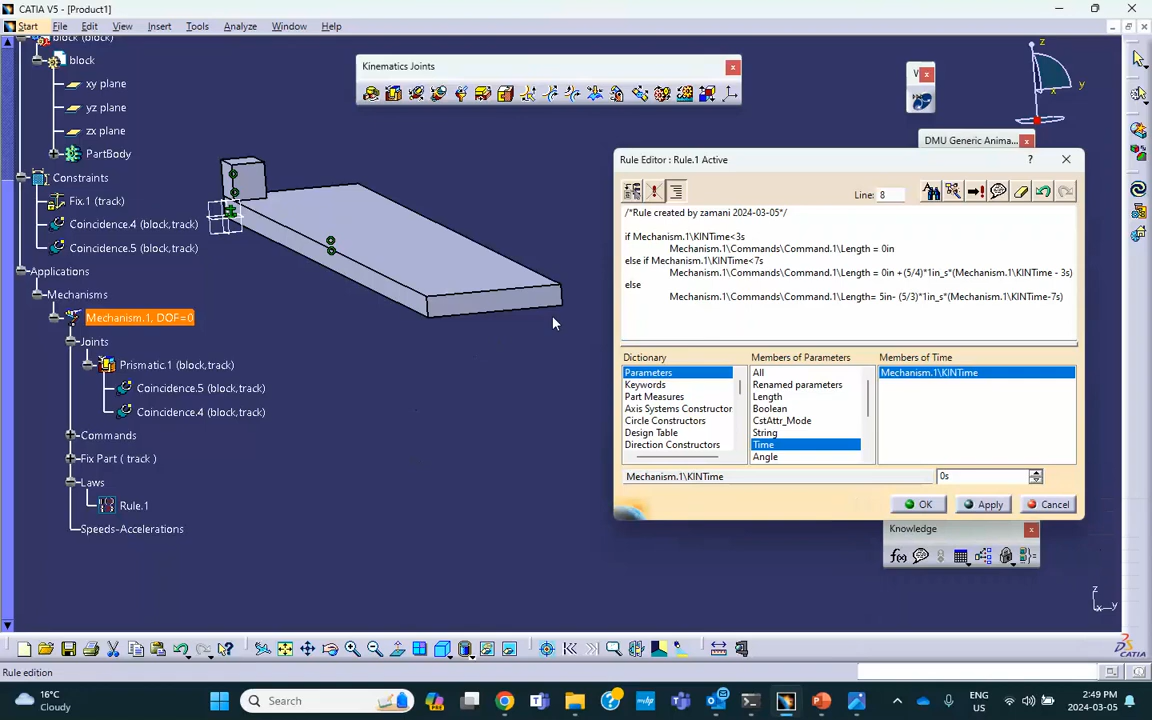 CATIA V5 - [Product1]
Start File Edit View Insert Tools Analyze Window Help
block (block)
block
xy plane
yz plane
zx plane
PartBody
Constraints
Fix.1 (track)
Coincidence.4 (block,track)
Coincidence.5 (block,track)
Applications
Mechanisms
Mechanism.1, DOF=0
Joints
Prismatic.1 (block,track)
Coincidence.5 (block,track)
Coincidence.4 (block,track)
Commands
Fix Part ( track )
Laws
Rule.1
Speeds-Accelerations
Kinematics Joints
V
z
y
DMU Generic Anima...
Rule Editor : Rule.1 Active
Line: 8
/*Rule created by zamani 2024-03-05*/
if Mechanism.1\KINTime<3s
Mechanism.1\Commands\Command.1\Length = 0in
else if Mechanism.1\KINTime<7s
Mechanism.1\Commands\Command.1\Length = 0in +(5/4)*1in_s*(Mechanism.1\KINTime - 3s)
else
Mechanism.1\Commands\Command.1\Length= 5in- (5/3)*1in_s*(Mechanism.1\KINTime-7s)
Dictionary Members of Parameters Members of Time
Parameters All Mechanism.1\KINTime
Keywords Renamed parameters
Part Measures Length
Axis Systems Constructor Boolean
Circle Constructors CstAttr_Mode
Design Table String
Direction Constructors Time
Angle
Mechanism.1\KINTime 0s
OK Apply Cancel
Knowledge
f(x)
z
x y
CATIA
Rule edition
16°C
Cloudy
Search
ENG
US
2:49 PM
2024-03-05